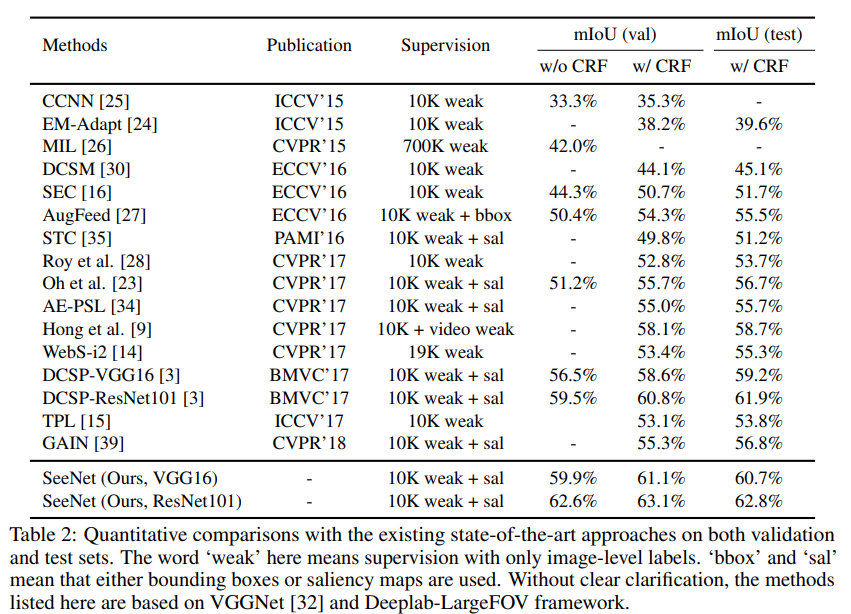 Methods Publication Supervision mIoU (val) mIoU (test)
w/o CRF w/ CRF w/ CRF
CCNN [25] ICCV’15 10K weak 33.3% 35.3% -
EM-Adapt [24] ICCV’15 10K weak - 38.2% 39.6%
MIL [26] CVPR’15 700K weak 42.0% - -
DCSM [30] ECCV’16 10K weak - 44.1% 45.1%
SEC [16] ECCV’16 10K weak 44.3% 50.7% 51.7%
AugFeed [27] ECCV’16 10K weak + bbox 50.4% 54.3% 55.5%
STC [35] PAMI’16 10K weak + sal - 49.8% 51.2%
Roy et al. [28] CVPR’17 10K weak - 52.8% 53.7%
Oh et al. [23] CVPR’17 10K weak + sal 51.2% 55.7% 56.7%
AE-PSL [34] CVPR’17 10K weak + sal - 55.0% 55.7%
Hong et al. [9] CVPR’17 10K + video weak - 58.1% 58.7%
WebS-i2 [14] CVPR’17 19K weak - 53.4% 55.3%
DCSP-VGG16 [3] BMVC’17 10K weak + sal 56.5% 58.6% 59.2%
DCSP-ResNet101 [3] BMVC’17 10K weak + sal 59.5% 60.8% 61.9%
TPL [15] ICCV’17 10K weak 53.1% 53.8%
GAIN [39] CVPR’18 10K weak + sal - 55.3% 56.8%
SeeNet (Ours, VGG16) - 10K weak + sal 59.9% 61.1% 60.7%
SeeNet (Ours, ResNet101) - 10K weak + sal 62.6% 63.1% 62.8%
Table 2: Quantitative comparisons with the existing state-of-the-art approaches on both validation
and test sets. The word ‘weak’ here means supervision with only image-level labels. ‘bbox’ and ‘sal’
mean that either bounding boxes or saliency maps are used. Without clear clarification, the methods
listed here are based on VGGNet [32] and Deeplab-LargeFOV framework.